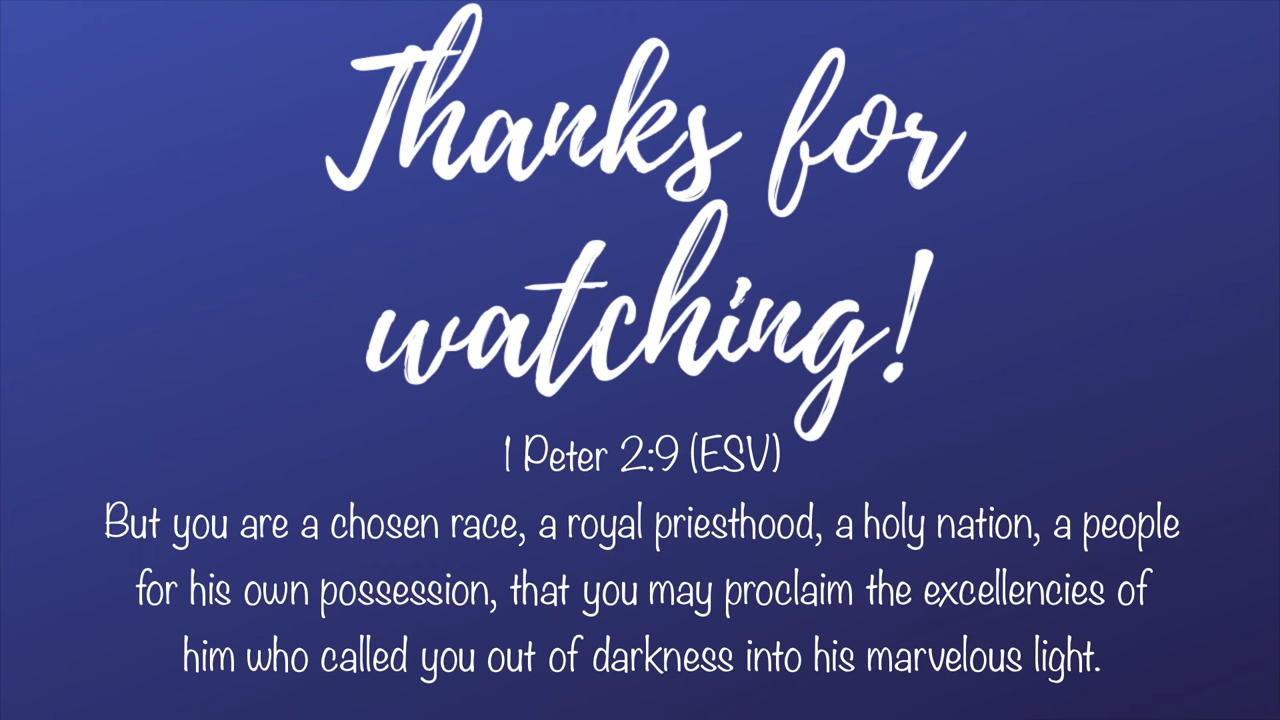 Thanks for
watching!
1 Peter 2:9 (ESV)
But you are a chosen race, a royal priesthood, a holy nation, a people
for his own possession, that you may proclaim the excellencies of
him who called you out of darkness into his marvelous light.